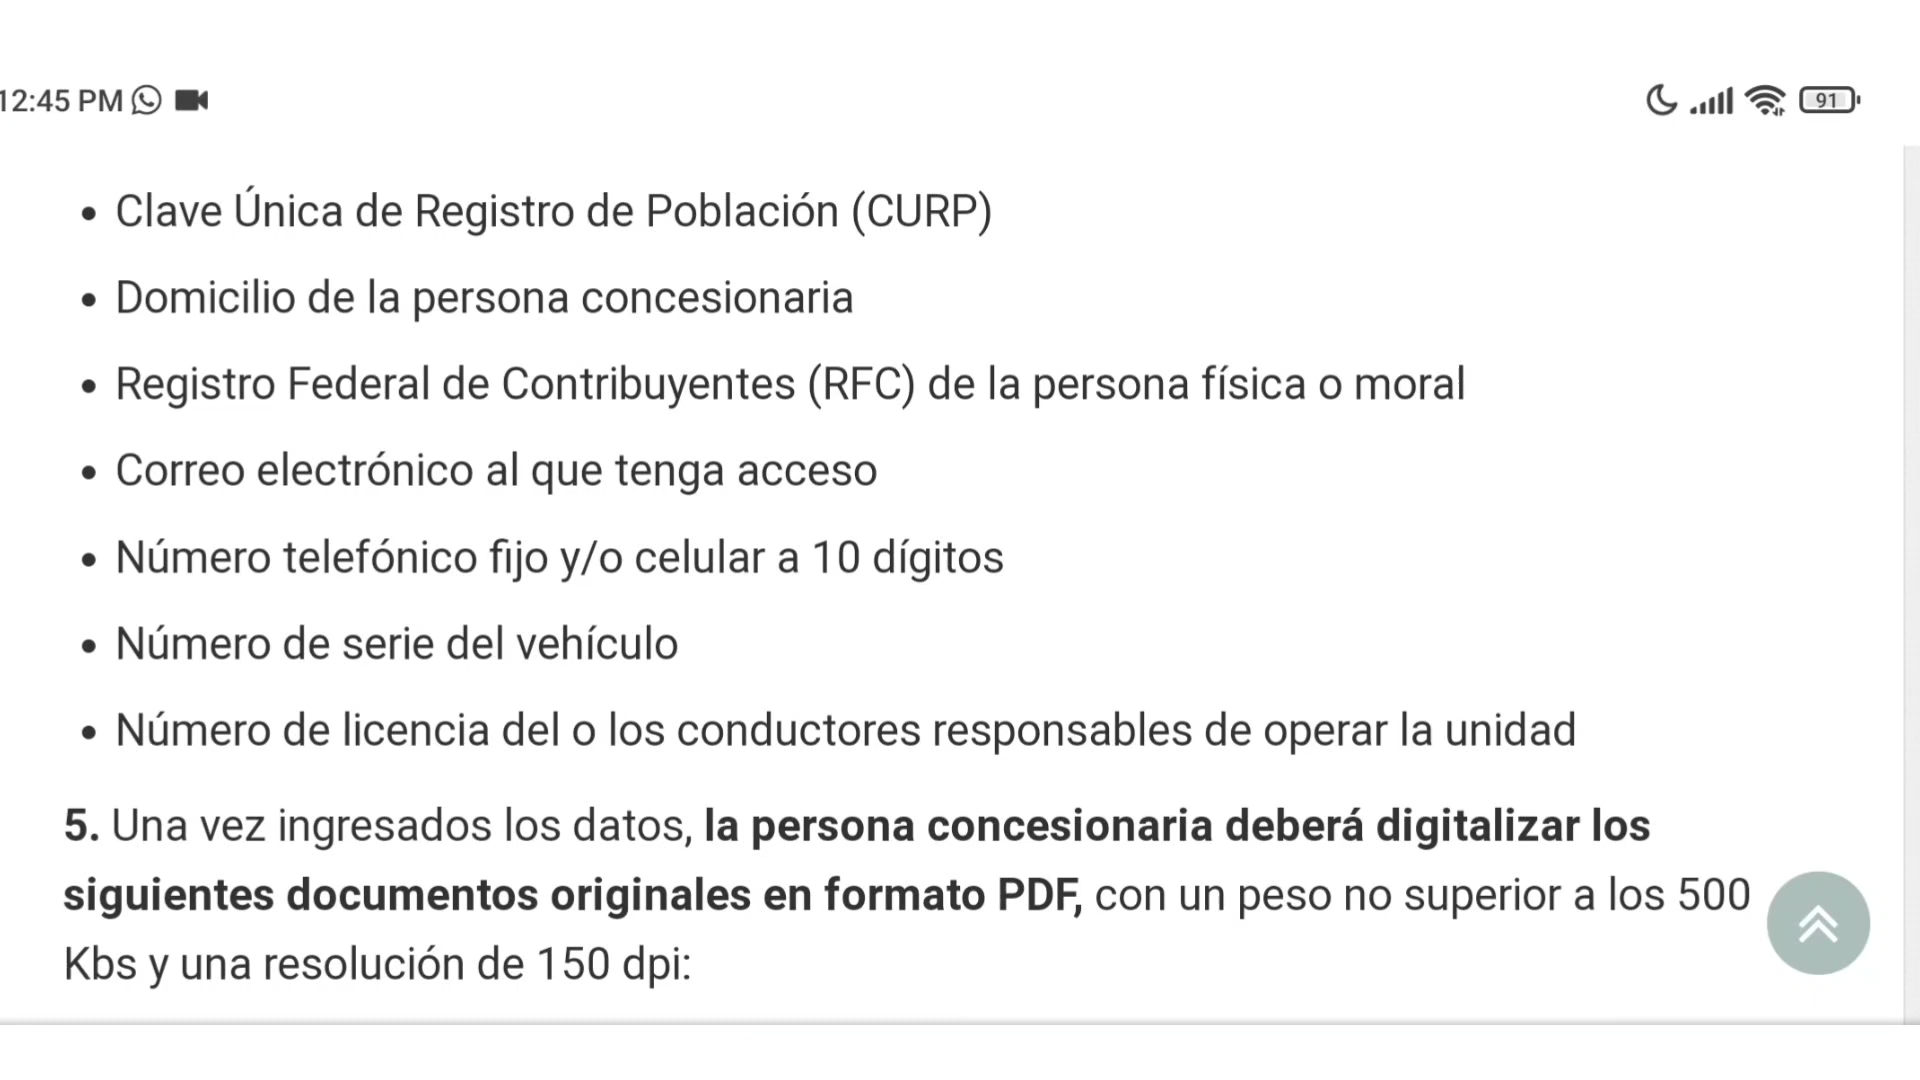 12:45 PM
91
• Clave Única de Registro de Población (CURP)
• Domicilio de la persona concesionaria
• Registro Federal de Contribuyentes (RFC) de la persona física o moral
• Correo electrónico al que tenga acceso
• Número telefónico fijo y/o celular a 10 dígitos
• Número de serie del vehículo
• Número de licencia del o los conductores responsables de operar la unidad
5. Una vez ingresados los datos, la persona concesionaria deberá digitalizar los
siguientes documentos originales en formato PDF, con un peso no superior a los 500
Kbs y una resolución de 150 dpi: